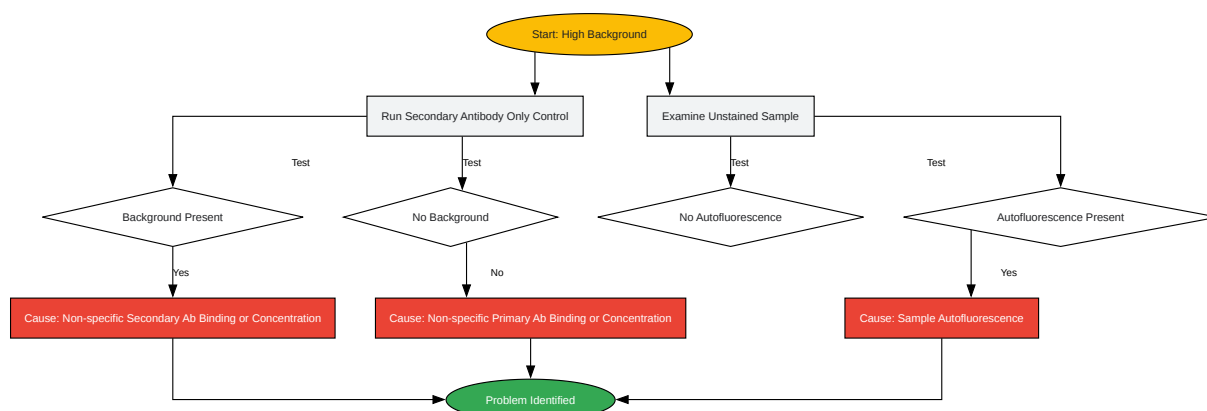 Start: High Background
Run Secondary Antibody Only Control
Examine Unstained Sample
Test
Test
Test
Test
Background Present
No Background
No Autofluorescence
Autofluorescence Present
Yes
No
Yes
Cause: Non-specific Secondary Ab Binding or Concentration
Cause: Non-specific Primary Ab Binding or Concentration
Cause: Sample Autofluorescence
Problem Identified